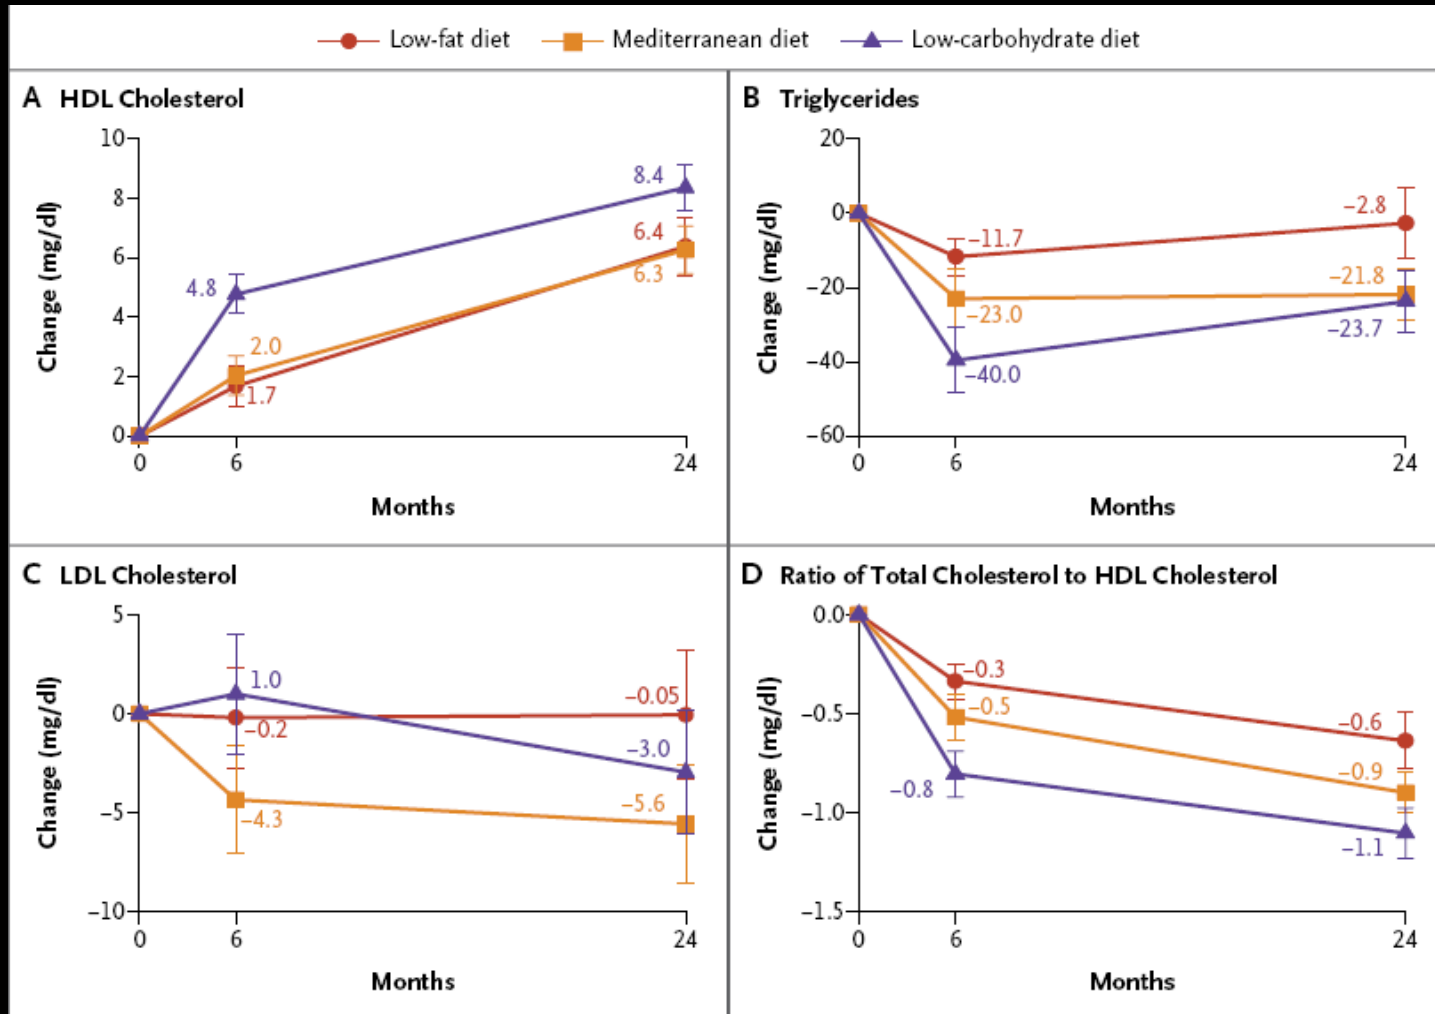 Low-fat diet Mediterranean diet Low-carbohydrate diet
A HDL Cholesterol
10
8
6
4
2
0
Change (mg/dl)
4.8
2.0
1.7
8.4
6.4
6.3
0 6 24
Months
B Triglycerides
20
0
−20
−40
−60
Change (mg/dl)
−11.7
−23.0
−40.0
−2.8
−21.8
−23.7
0 6 24
Months
C LDL Cholesterol
5
0
−5
−10
Change (mg/dl)
1.0
−0.2
−4.3
−0.05
−3.0
−5.6
0 6 24
Months
D Ratio of Total Cholesterol to HDL Cholesterol
0.0
−0.5
−1.0
−1.5
Change (mg/dl)
−0.3
−0.5
−0.8
−0.6
−0.9
−1.1
0 6 24
Months